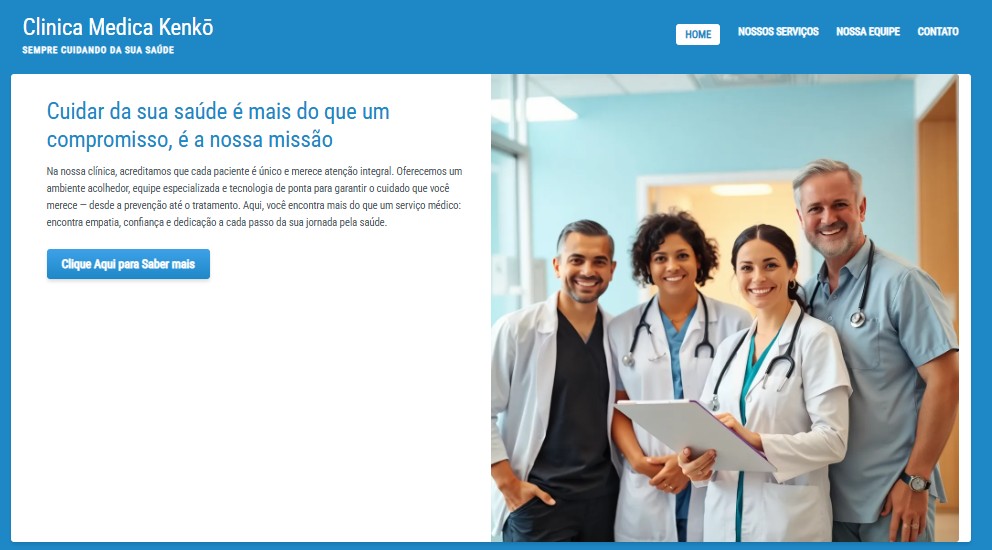 Clinica Medica Kenkō
SEMPRE CUIDANDO DA SUA SAÚDE
HOME
NOSSOS SERVIÇOS
NOSSA EQUIPE
CONTATO
Cuidar da sua saúde é mais do que um
compromisso, é a nossa missão
Na nossa clínica, acreditamos que cada paciente é único e merece atenção integral. Oferecemos um
ambiente acolhedor, equipe especializada e tecnologia de ponta para garantir o cuidado que você
merece — desde a prevenção até o tratamento. Aqui, você encontra mais do que um serviço médico:
encontra empatia, confiança e dedicação a cada passo da sua jornada pela saúde.
Clique Aqui para Saber mais